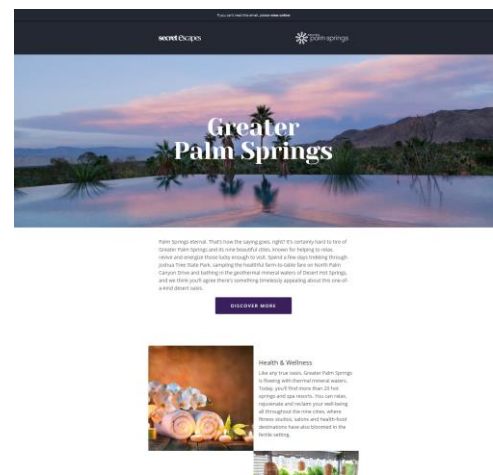 If you can't read this email, please view online
secret escapes
palm springs
Greater
Palm Springs
Palm Springs eternal. That's how the saying goes, right? It's certainly hard to tire of
Greater Palm Springs and its nine beautiful cities, known for helping to relax,
revive and energize those lucky enough to visit. Spend a few days trekking through
Joshua Tree State Park, sampling the healthful farm-to-table fare on North Palm
Canyon Drive and bathing in the geothermal mineral waters of Desert Hot Springs,
and we think you'll agree there's something timelessly appealing about this one-of-
a-kind desert oasis.
DISCOVER MORE
Health & Wellness
Like any true oasis, Greater Palm Springs
is flowing with thermal mineral waters.
Today, you'll find more than 20 hot
springs and spa resorts. You can relax,
rejuvenate and reclaim your well-being
all throughout the nine cities, where
fitness studios, salons and health-food
destinations have also bloomed in the
fertile setting.